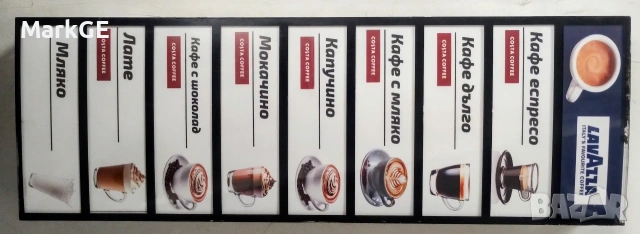 MarkGE
LAVAZZA
ITALY'S FAVOURITE COFFEE
Кафе еспресо
COSTA COFFEE
Кафе дълго
COSTA COFFEE
Кафе с мляко
COSTA COFFEE
Капучино
COSTA COFFEE
Мокачино
COSTA COFFEE
Кафе с шоколад
COSTA COFFEE
Лате
COSTA COFFEE
Мляко
BAZAR